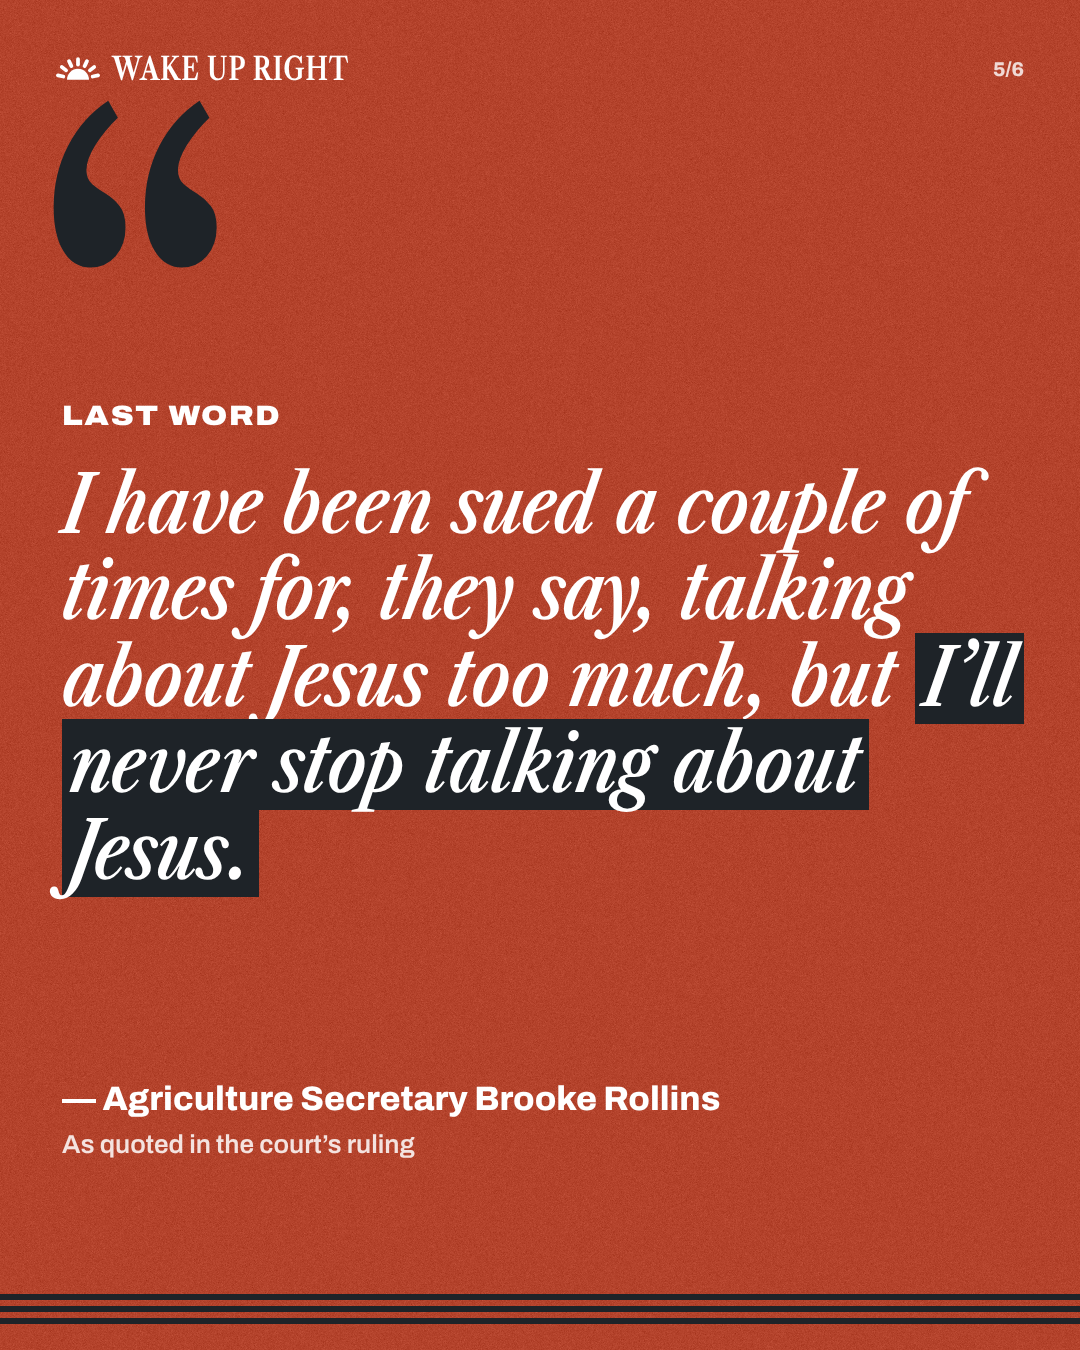 WAKE UP RIGHT
5/6
“
LAST WORD
I have been sued a couple of
times for, they say, talking
about Jesus too much, but I’ll
never stop talking about
Jesus.
— Agriculture Secretary Brooke Rollins
As quoted in the court’s ruling